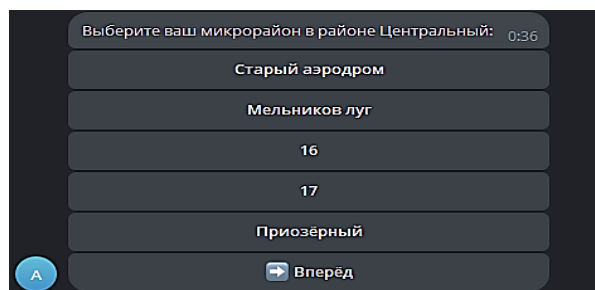 Выберите ваш микрорайон в районе Центральный: 0:36
Старый аэродром
Мельников луг
16
17
Приозёрный
➡️ Вперёд
А